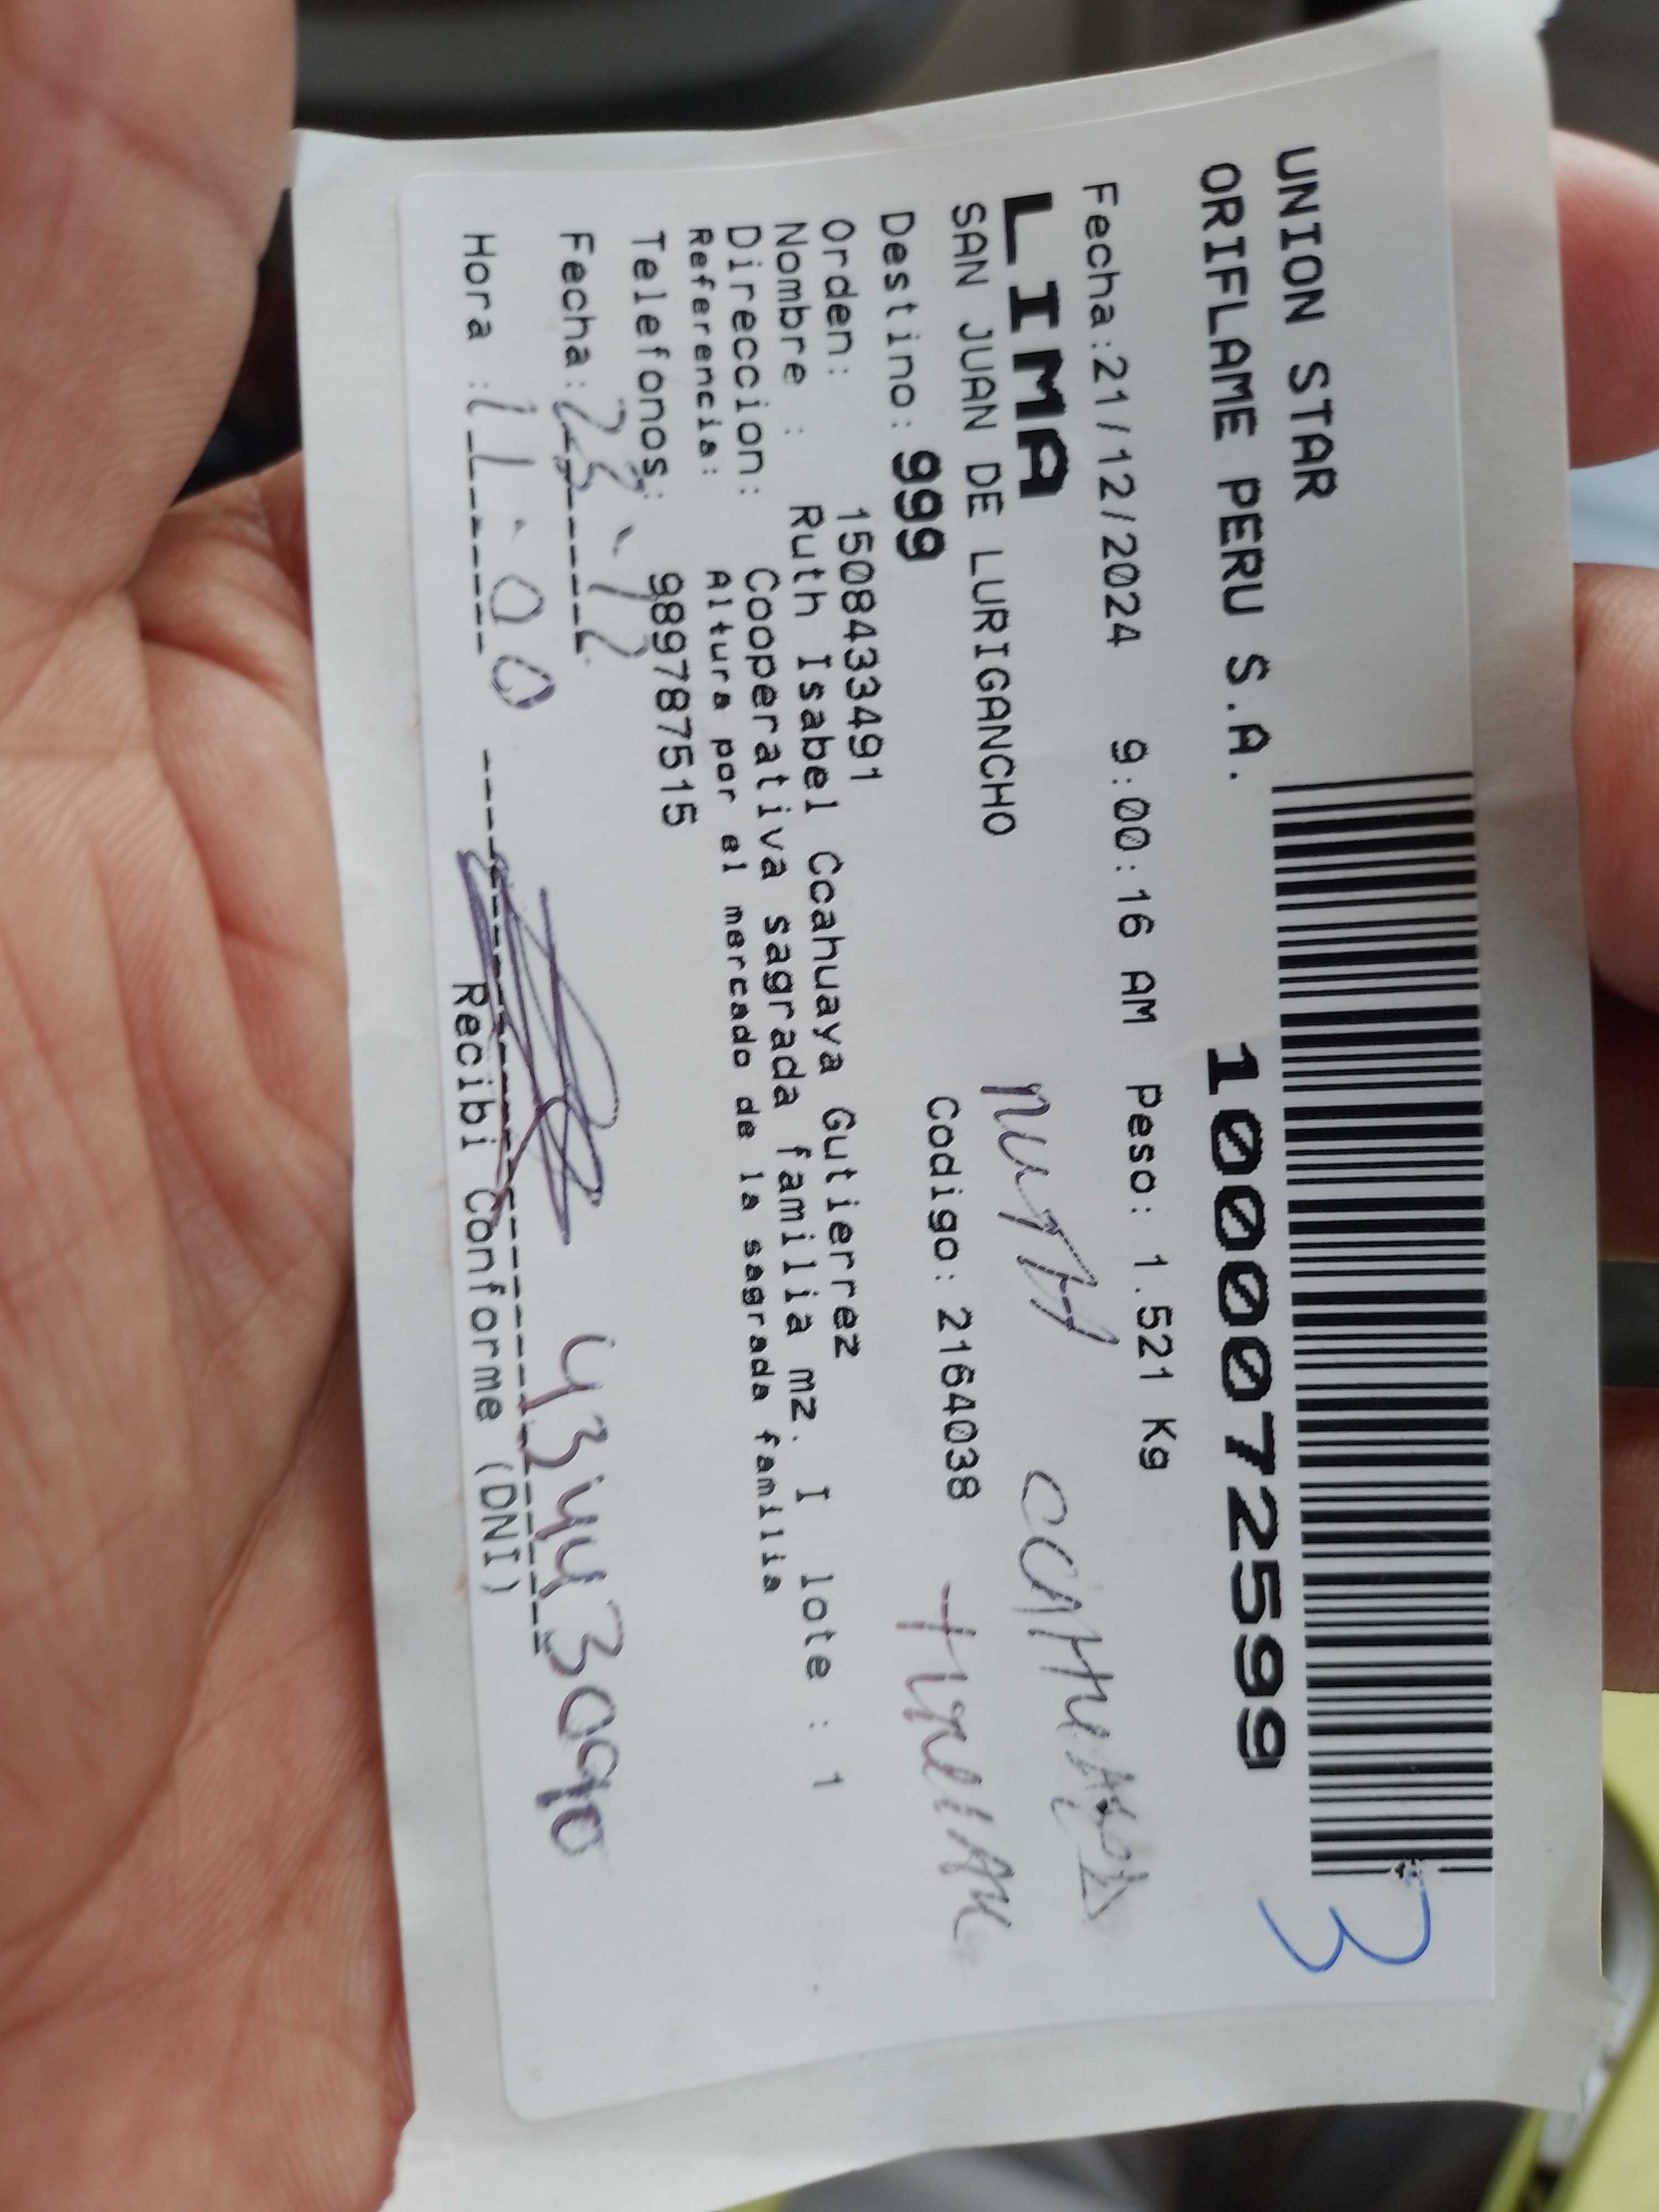 UNION STAR
3
ORIFLAME PERU S.A. 1000072599
Fecha:21/12/2024 9:00:16 AM Peso: 1.521 Kg
LIMA
SAN JUAN DE LURIGANCHO
Destino: 999 Codigo: 2164038
Orden: 1508433491
Nombre : Ruth Isabel Ccahuaya Gutierrez
Direccion: Cooperativa sagrada familia mz. I lote : 1
Referencia: Altura por el mercado de la sagrada familia
Telefonos: 989787515
Fecha: 23.12
Hora : 11:00 43443090
Recibi Conforme (DNI)